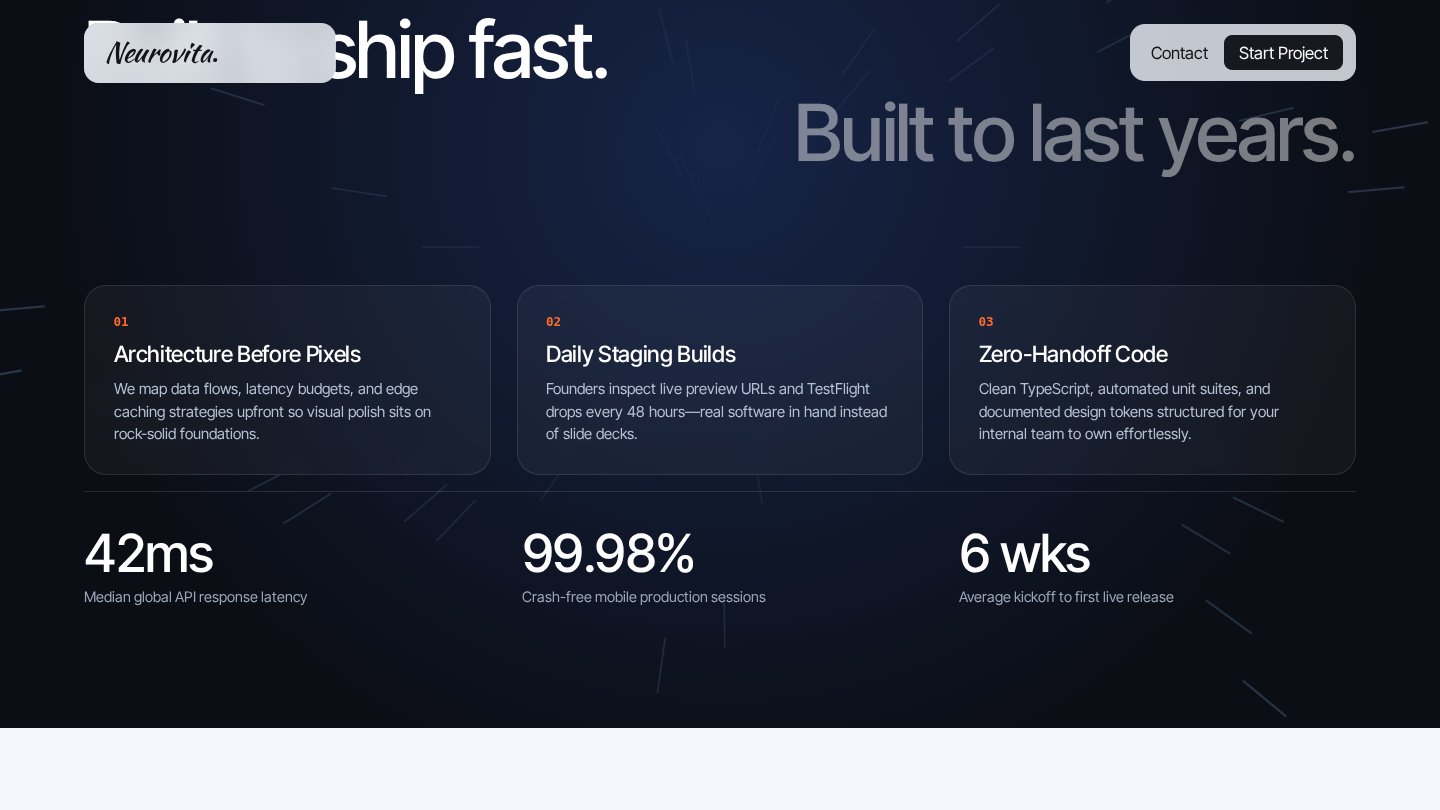 Neurovita.
ship fast.
Contact
Start Project
Built to last years.
01
Architecture Before Pixels
We map data flows, latency budgets, and edge
caching strategies upfront so visual polish sits on
rock-solid foundations.
02
Daily Staging Builds
Founders inspect live preview URLs and TestFlight
drops every 48 hours—real software in hand instead
of slide decks.
03
Zero-Handoff Code
Clean TypeScript, automated unit suites, and
documented design tokens structured for your
internal team to own effortlessly.
42ms
Median global API response latency
99.98%
Crash-free mobile production sessions
6 wks
Average kickoff to first live release